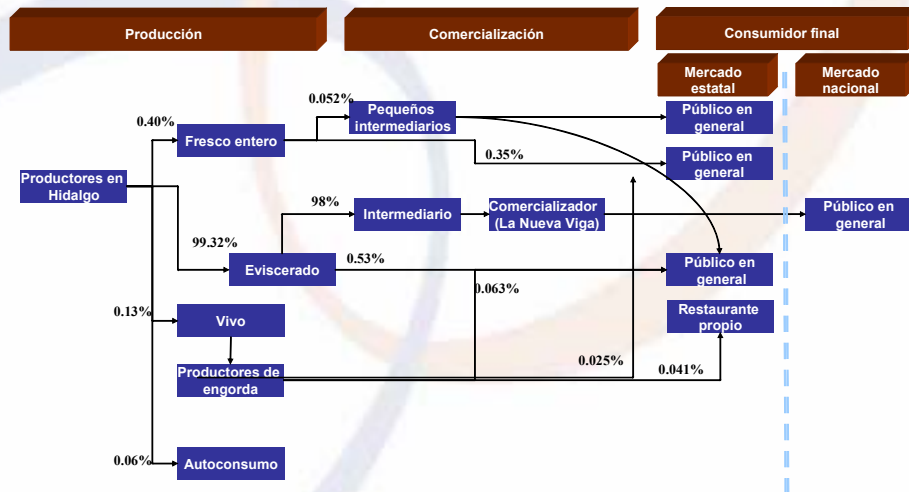 Producción
Comercialización
Consumidor final
Mercado
estatal
Mercado
nacional
0.052%
Pequeños
intermediarios
Público en
general
0.40%
Fresco entero
0.35%
Público en
general
Productores en
Hidalgo
98%
Intermediario
Comercializador
(La Nueva Viga)
Público en
general
99.32%
Eviscerado
0.53%
Público en
general
0.063%
Restaurante
propio
0.13%
Vivo
0.025%
0.041%
Productores de
engorda
0.06%
Autoconsumo